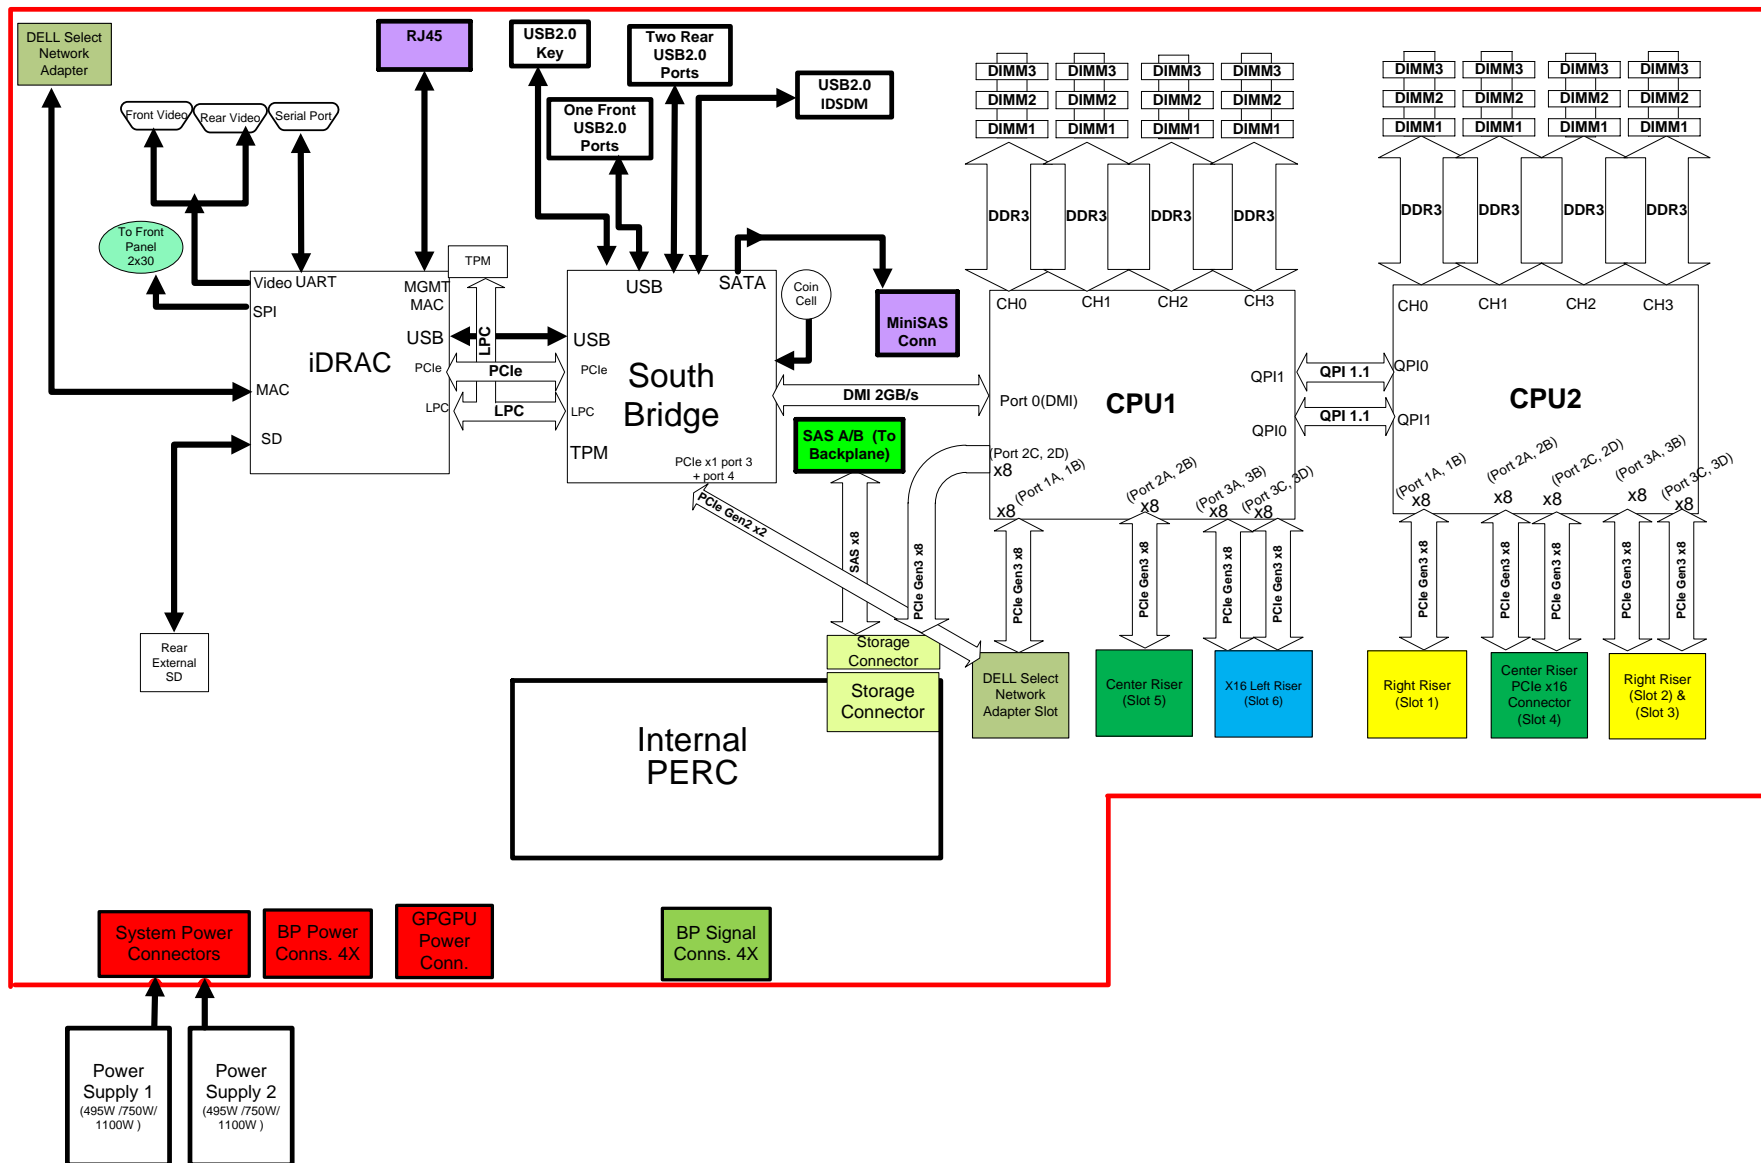 DELL Select
Network
Adapter
RJ45
USB2.0
Key
Two Rear
USB2.0
Ports
USB2.0
IDSDM
One Front
USB2.0
Ports
Front Video
Rear Video
Serial Port
To Front
Panel
2x30
TPM
Video
UART
MGMT
MAC
SPI
USB
iDRAC
PCIe
MAC
LPC
SD
LPC
PCIe
LPC
USB
SATA
USB
PCIe
South
Bridge
LPC
TPM
PCIe x1 port 3
+ port 4
Coin
Cell
MiniSAS
Conn
DMI 2GB/s
SAS A/B (To
Backplane)
SAS x8
PCIe Gen2 x2
PCIe Gen3 x8
DIMM3
DIMM3
DIMM3
DIMM3
DIMM2
DIMM2
DIMM2
DIMM2
DIMM1
DIMM1
DIMM1
DIMM1
DDR3
DDR3
DDR3
DDR3
CH0
CH1
CH2
CH3
QPI1
Port 0(DMI)
CPU1
QPI0
(Port 2C, 2D)
x8
(Port 1A, 1B)
x8
(Port 2A, 2B)
x8
(Port 3A, 3B)
x8
(Port 3C, 3D)
x8
QPI 1.1
QPI 1.1
DIMM3
DIMM3
DIMM3
DIMM3
DIMM2
DIMM2
DIMM2
DIMM2
DIMM1
DIMM1
DIMM1
DIMM1
DDR3
DDR3
DDR3
DDR3
CH0
CH1
CH2
CH3
QPI0
CPU2
QPI1
(Port 1A, 1B)
x8
(Port 2A, 2B)
x8
(Port 2C, 2D)
x8
(Port 3A, 3B)
x8
(Port 3C, 3D)
x8
PCIe Gen3 x8
PCIe Gen3 x8
PCIe Gen3 x8
PCIe Gen3 x8
PCIe Gen3 x8
PCIe Gen3 x8
PCIe Gen3 x8
PCIe Gen3 x8
PCIe Gen3 x8
Rear
External
SD
Storage
Connector
Storage
Connector
Internal
PERC
DELL Select
Network
Adapter Slot
Center Riser
(Slot 5)
X16 Left Riser
(Slot 6)
Right Riser
(Slot 1)
Center Riser
PCIe x16
Connector
(Slot 4)
Right Riser
(Slot 2) &
(Slot 3)
System Power
Connectors
BP Power
Conns. 4X
GPGPU
Power
Conn.
BP Signal
Conns. 4X
Power
Supply 1
(495W /750W/
1100W )
Power
Supply 2
(495W /750W/
1100W )